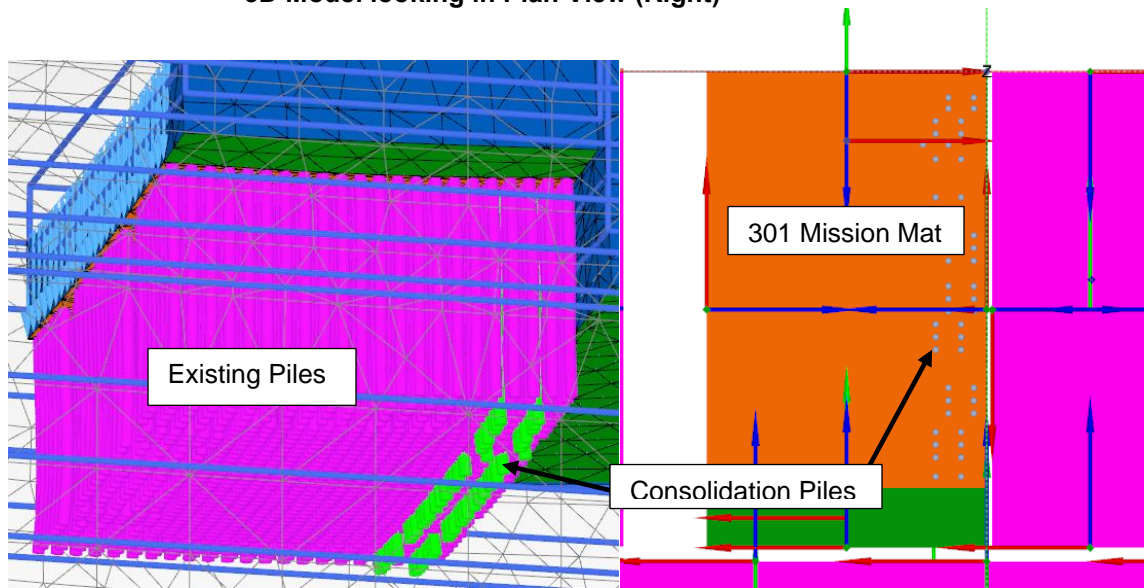 3D Model looking in Plan View (Right)
Z
301 Mission Mat
Existing Piles
Consolidation Piles